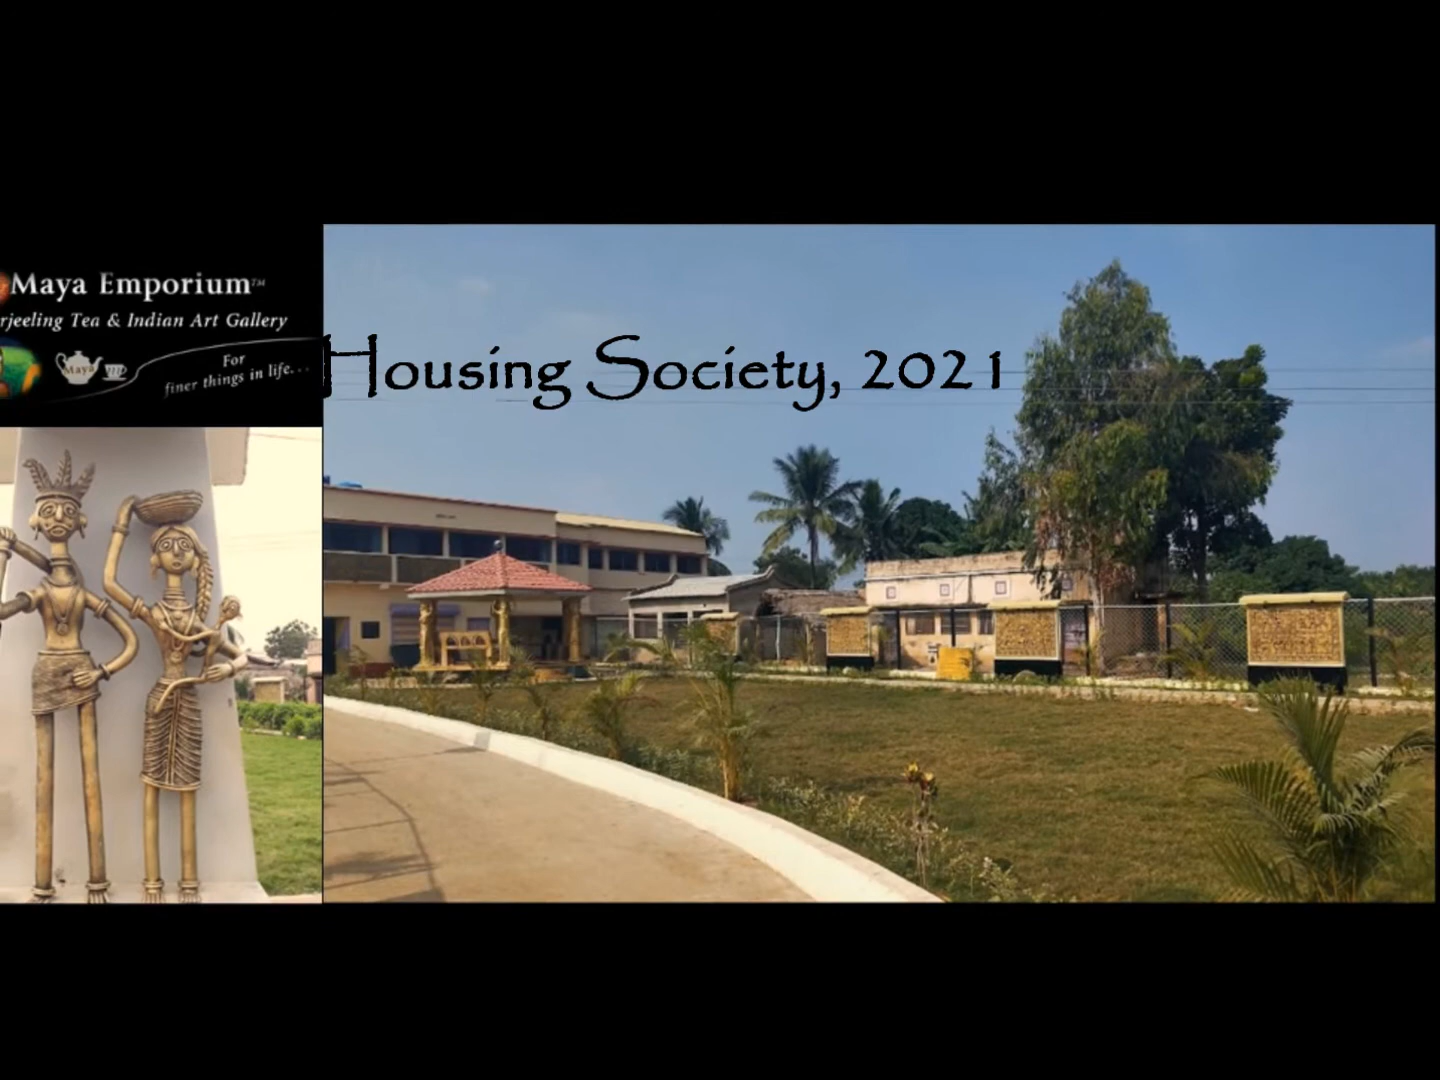 Maya Emporium™
rjeeling Tea & Indian Art Gallery
Maya
For
finer things in life...
Housing Society, 2021